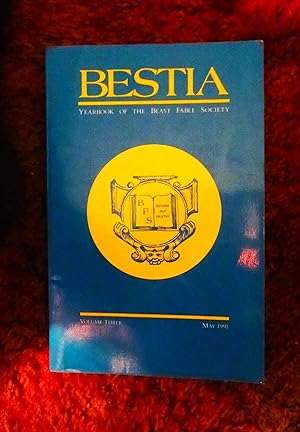 BESTIA
YEARBOOK OF THE BEAST FABLE SOCIETY
B
F
S
VOLUME THREE
MAY 1991